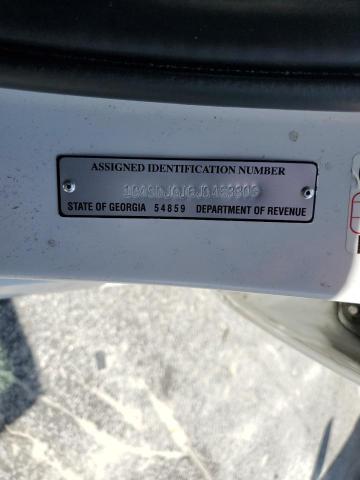 ASSIGNED IDENTIFICATION NUMBER
STATE OF GEORGIA 54859 DEPARTMENT OF REVENUE